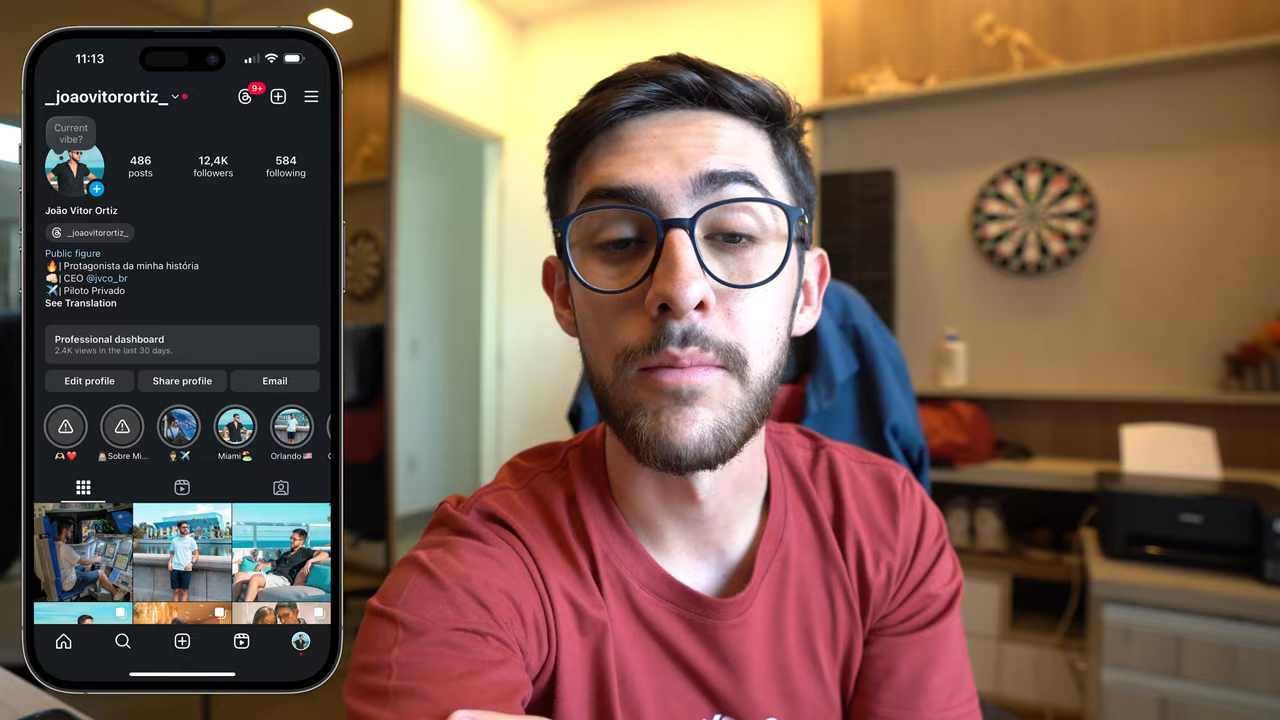 11:13
_joaovitorortiz_
9+
Current
vibe?
486
posts
12,4K
followers
584
following
João Vitor Ortiz
_joaovitorortiz_
Public figure
🔥| Protagonista da minha história
👊🏻| CEO @jvco_br
✈️| Piloto Privado
See Translation
Professional dashboard
2.4K views in the last 30 days.
Edit profile
Share profile
Email
🫶🏻❤️
Sobre Mi...
Miami🏖️
Orlando🇺🇸